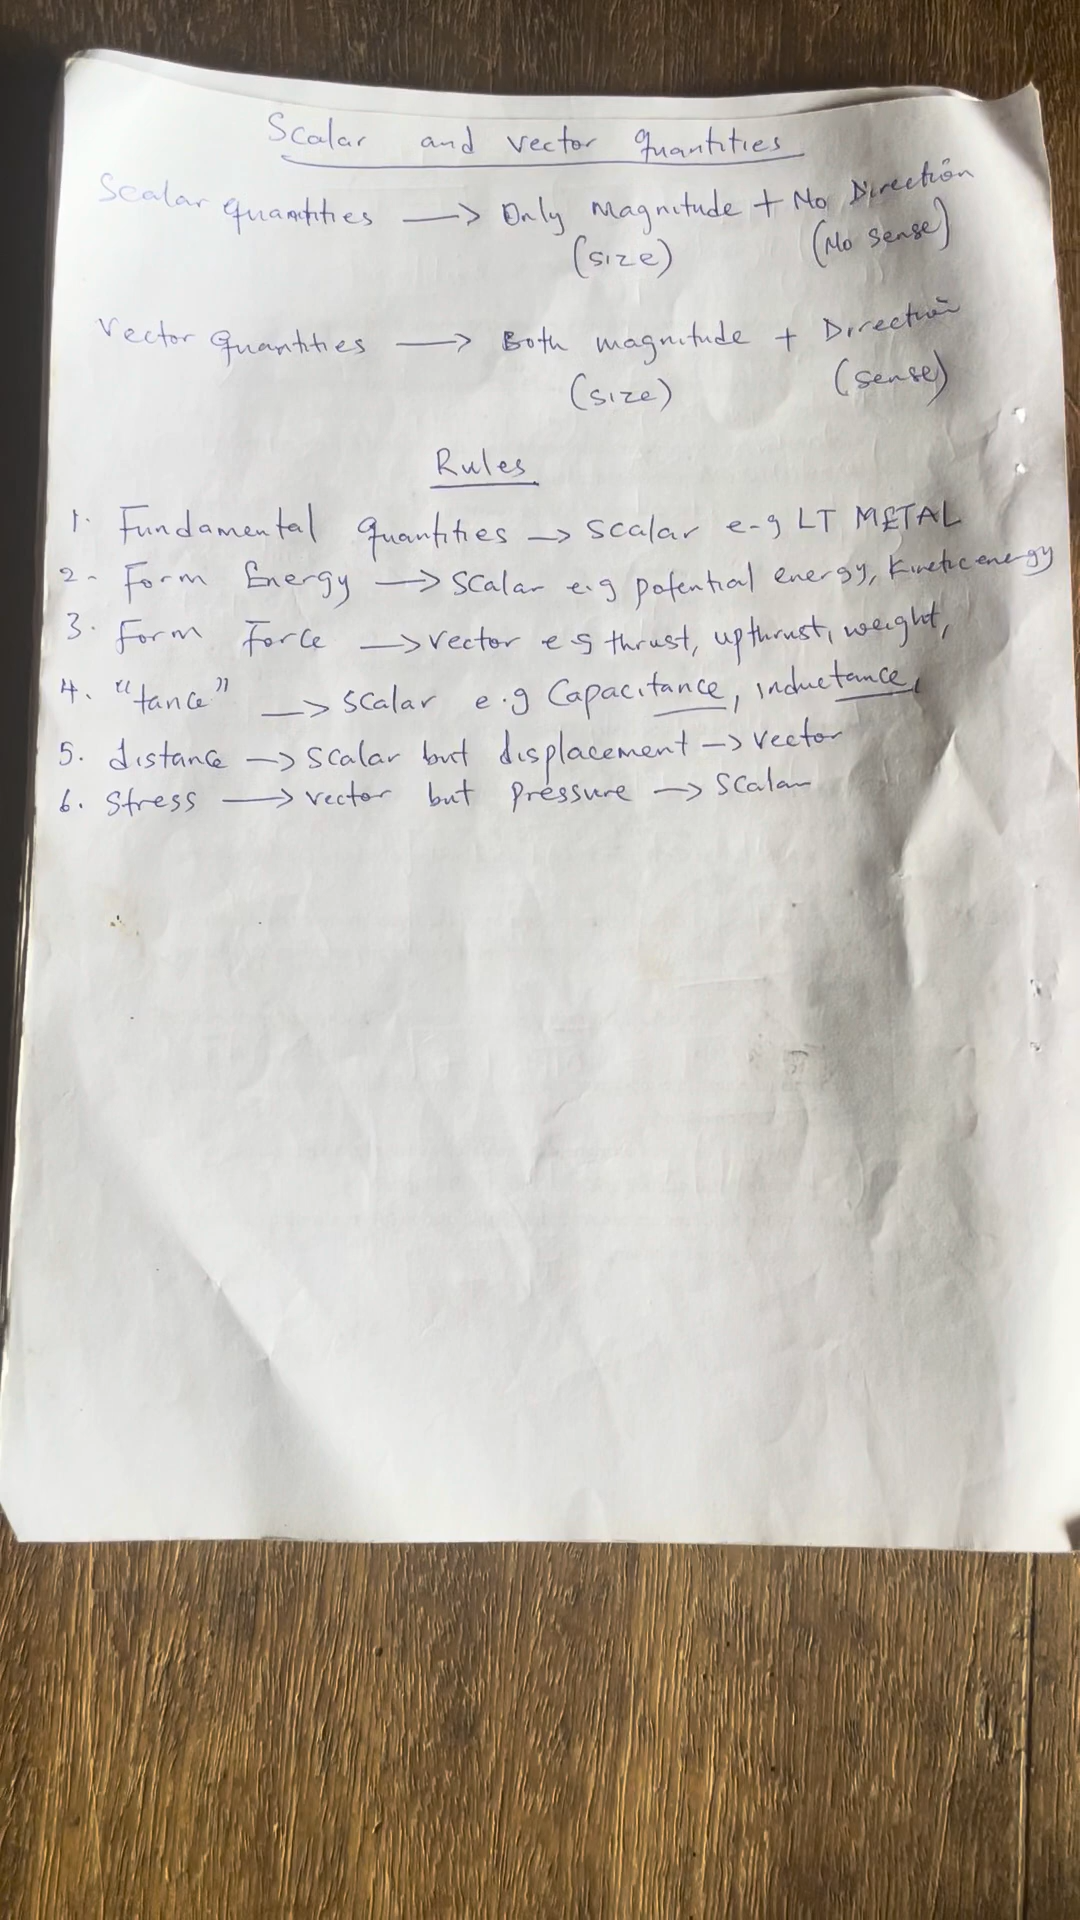 Scalar and vector Quantities
Scalar Quantities → Only Magnitude + No Direction
(size) (No sense)
Vector Quantities → Both magnitude + Direction
(size) (sense)
Rules
1. Fundamental Quantities → scalar e-g LT METAL
2- Form Energy → scalar e.g potential energy, Kinetic energy
3. Form Force → vector e g thrust, upthrust, weight,
4. "tance" → scalar e.g Capacitance, inductance,
5. distance → scalar but displacement → vector
6. Stress → vector but Pressure → scalar